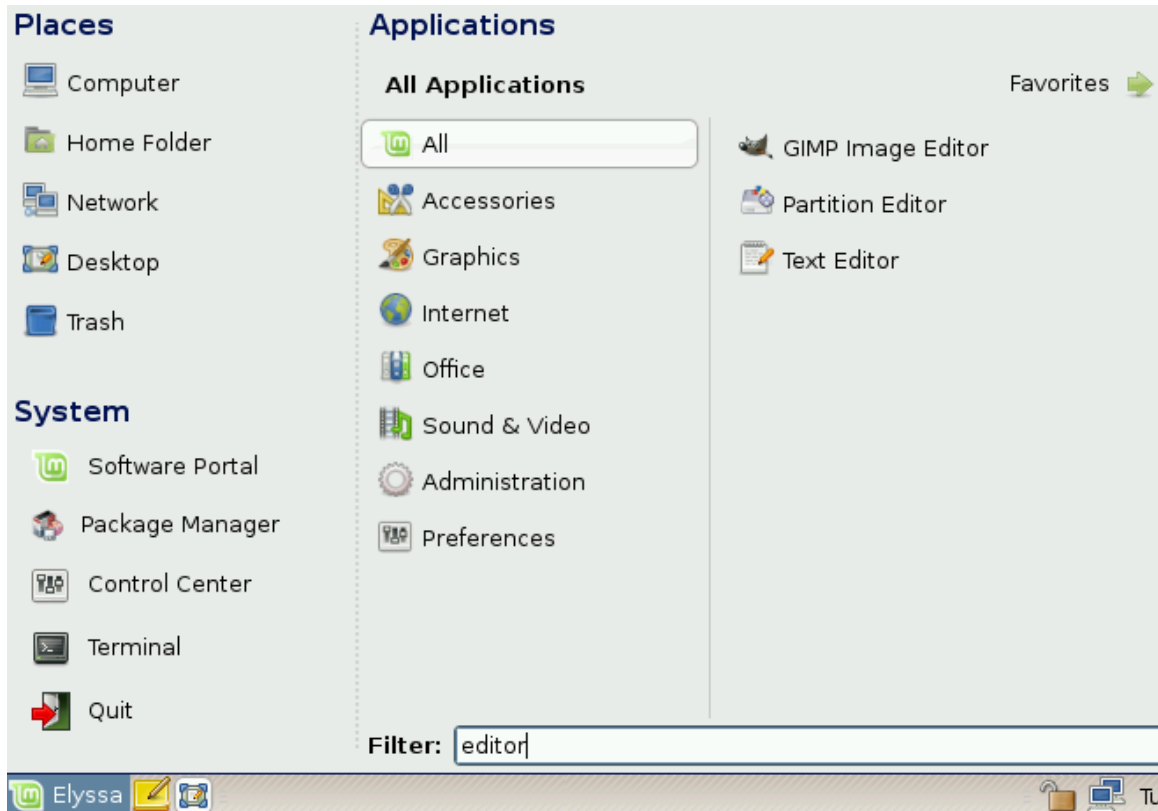 Places
Computer
Home Folder
Network
Desktop
Trash
System
Software Portal
Package Manager
Control Center
Terminal
Quit
Applications
All Applications
Favorites
All
Accessories
Graphics
Internet
Office
Sound & Video
Administration
Preferences
GIMP Image Editor
Partition Editor
Text Editor
Filter: editor
Elyssa